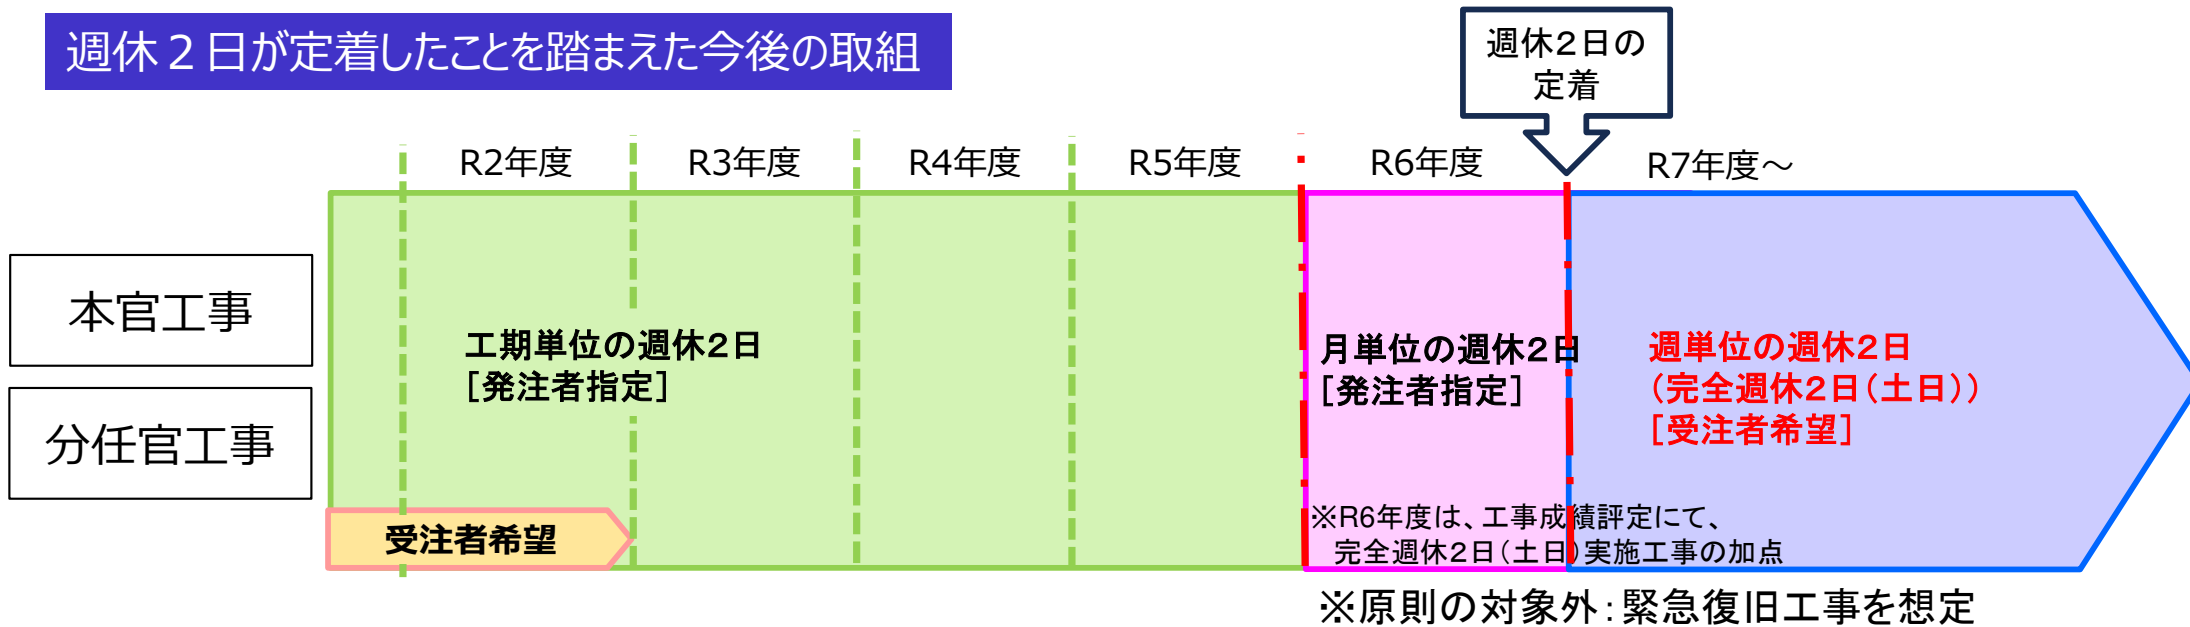 週休２日が定着したことを踏まえた今後の取組
週休2日の
定着
R2年度
R3年度
R4年度
R5年度
R6年度
R7年度～
本官工事
分任官工事
工期単位の週休2日
[発注者指定]
月単位の週休2日
[発注者指定]
週単位の週休2日
(完全週休2日(土日))
[受注者希望]
受注者希望
※R6年度は、工事成績評定にて、
完全週休2日(土日)実施工事の加点
※原則の対象外：緊急復旧工事を想定